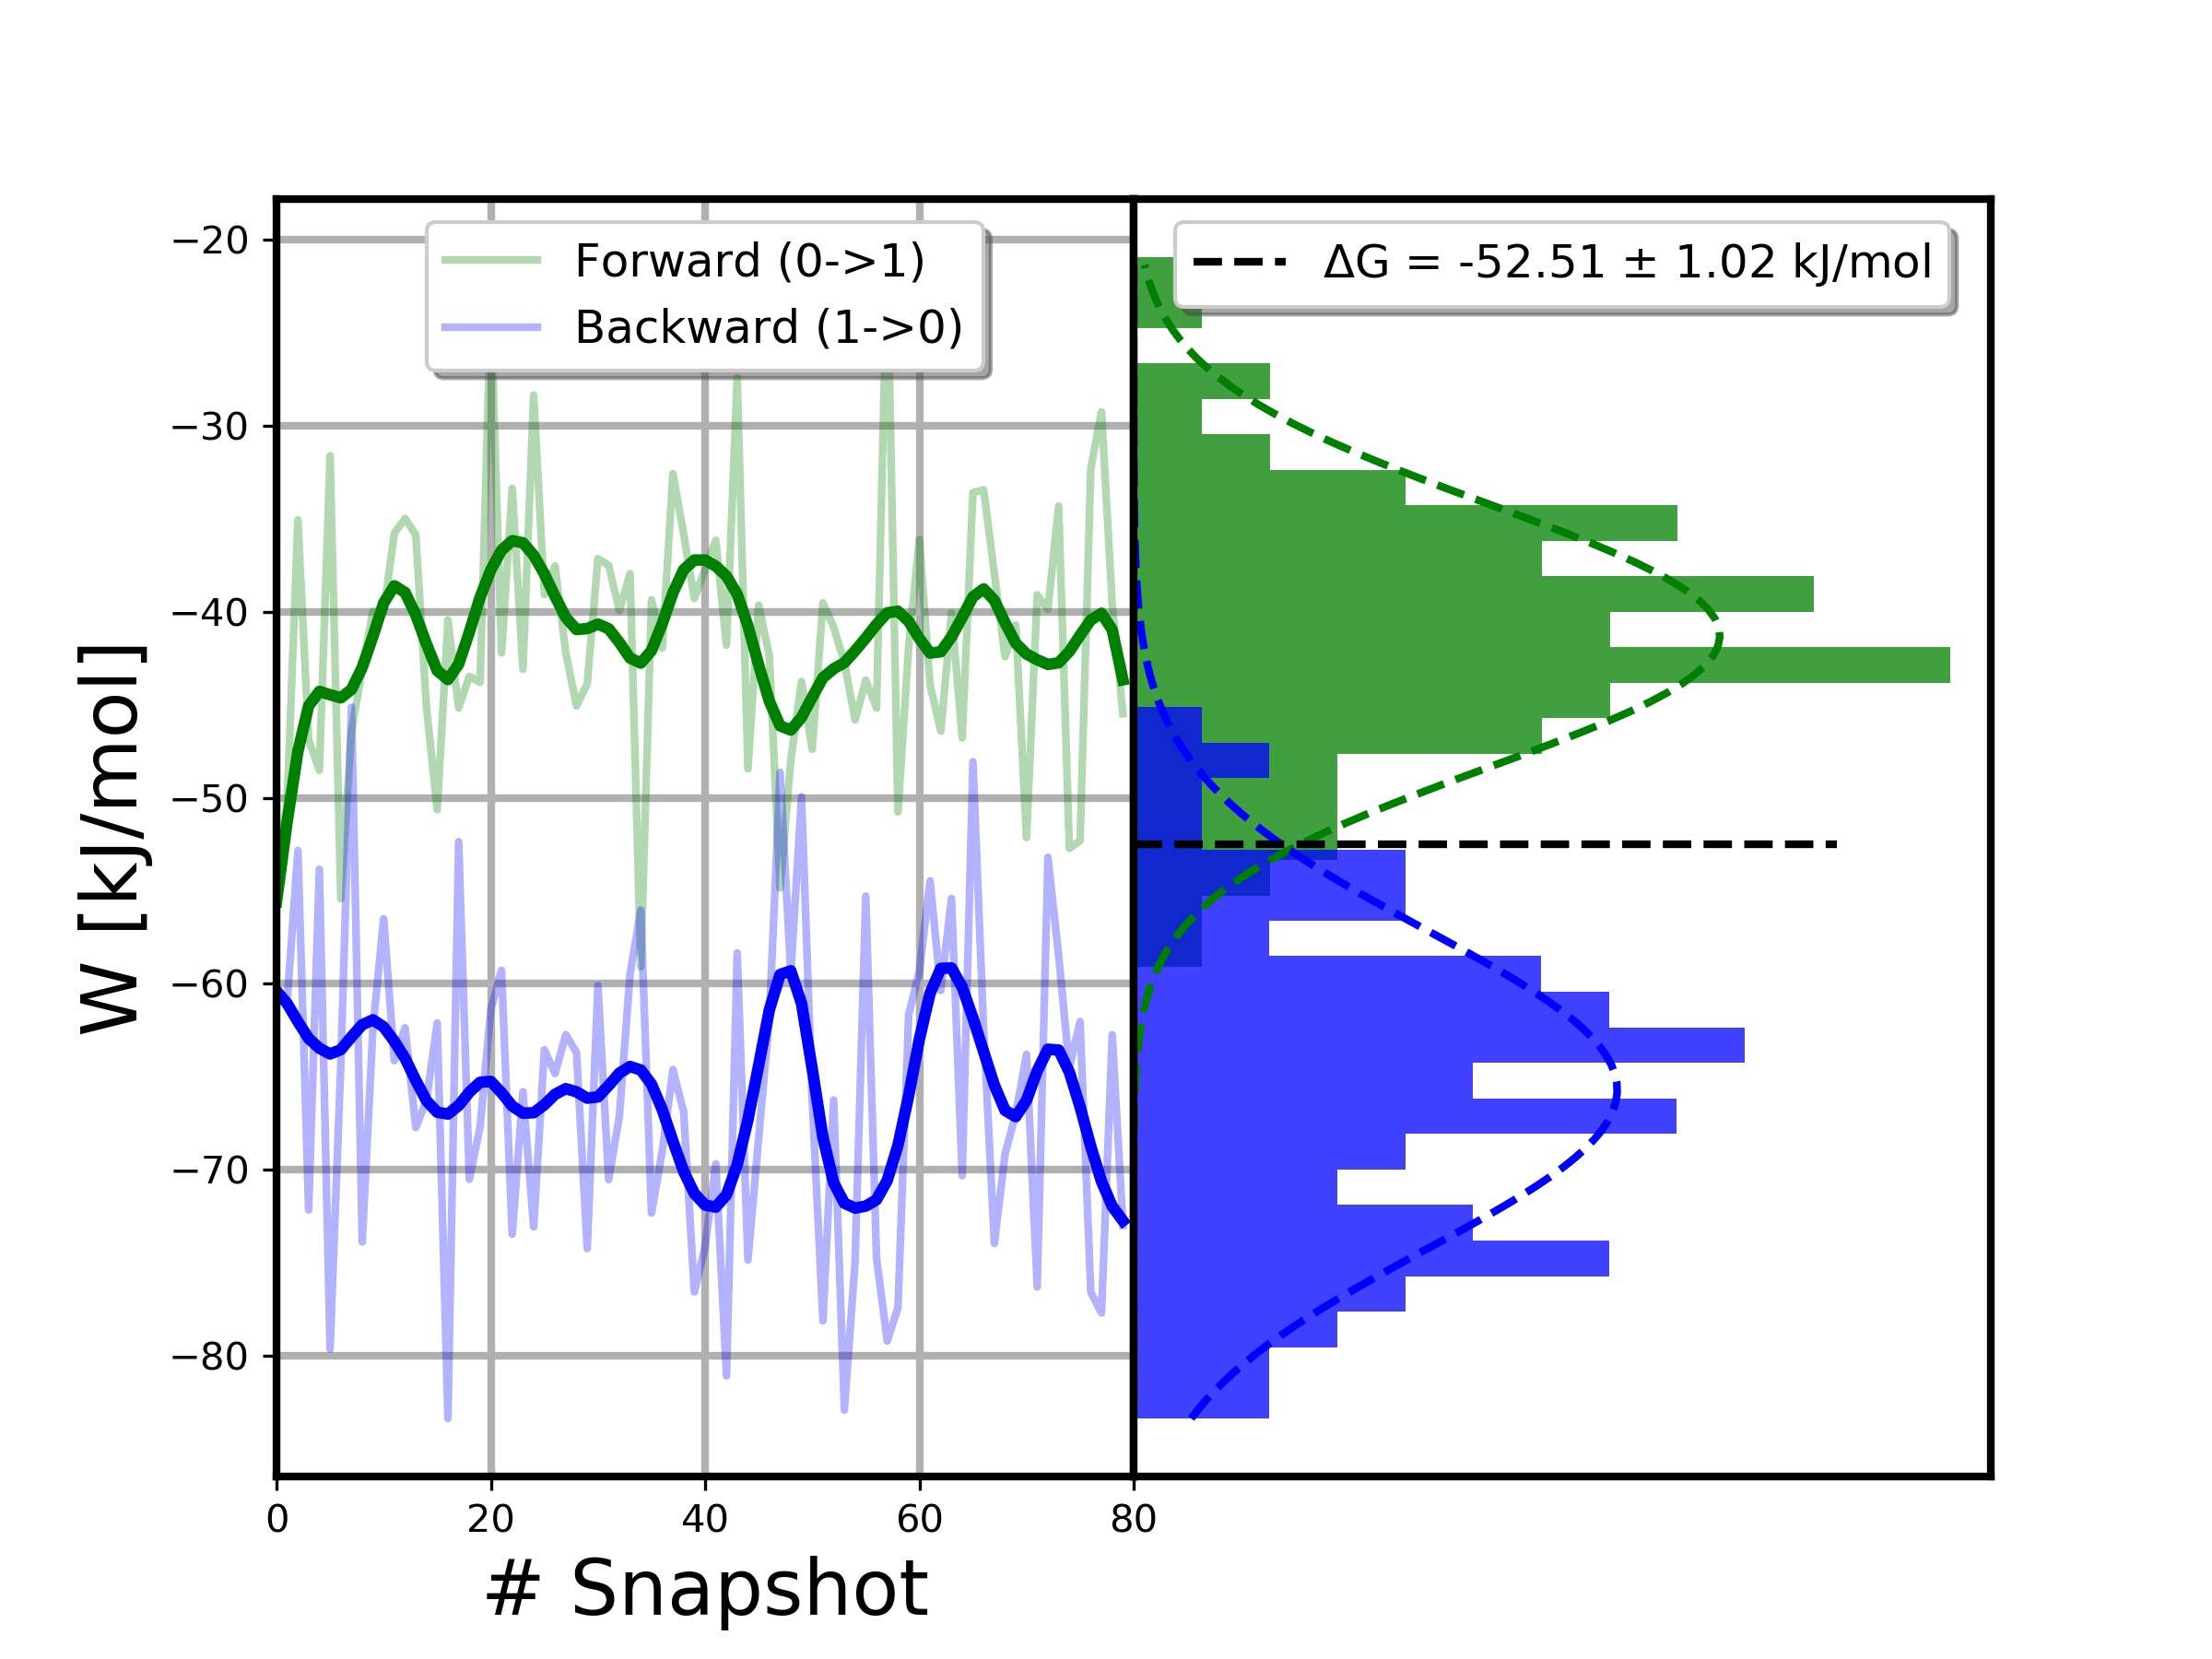 Forward (0->1)
Backward (1->0)
ΔG = -52.51 ± 1.02 kJ/mol
W [kJ/mol]
−20
−30
−40
−50
−60
−70
−80
0 20 40 60 80
# Snapshot